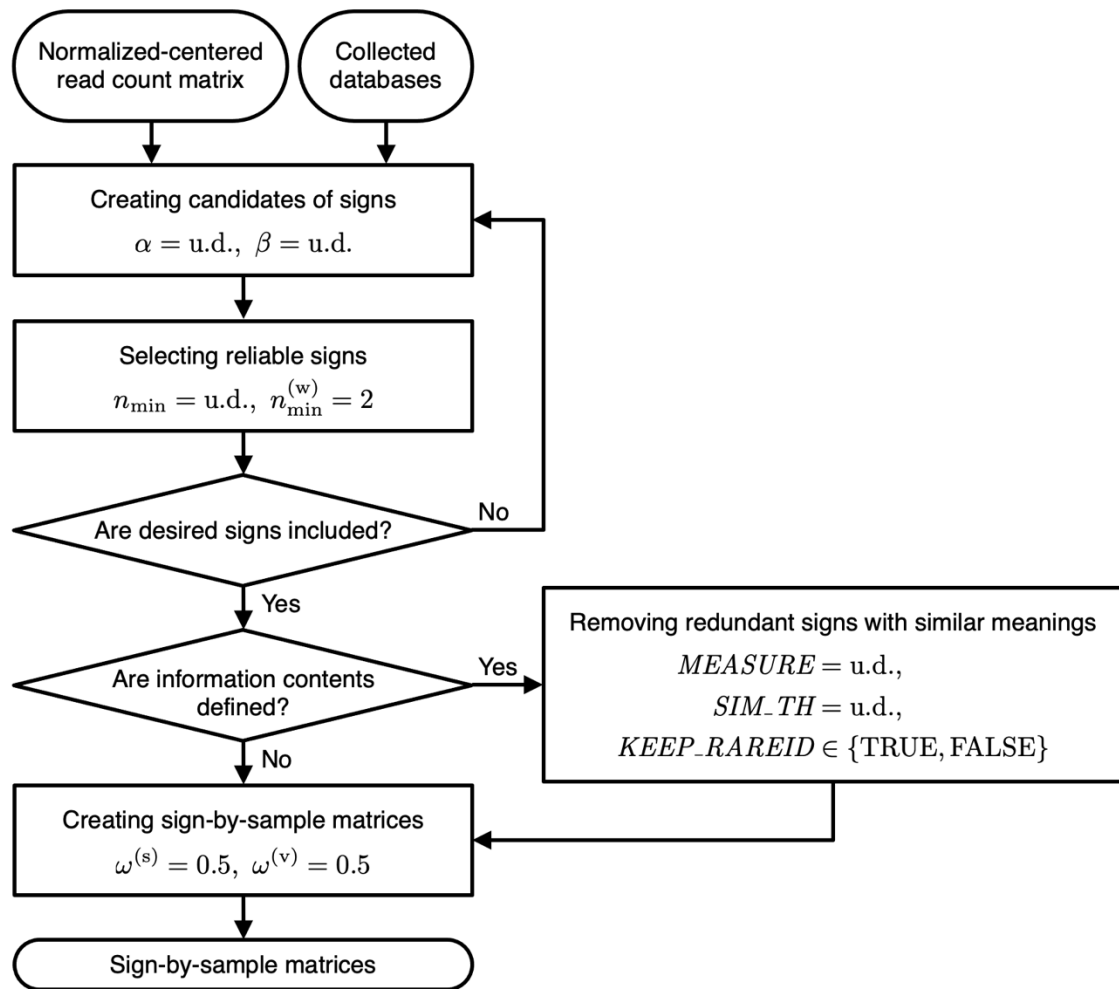 Normalized-centered
read count matrix
Collected
databases
Creating candidates of signs
α = u.d., β = u.d.
Selecting reliable signs
n_min = u.d., n_min^(w) = 2
Are desired signs included?
No
Yes
Are information contents
defined?
Yes
No
Removing redundant signs with similar meanings
MEASURE = u.d.,
SIM_TH = u.d.,
KEEP_RAREID ∈ {TRUE, FALSE}
Creating sign-by-sample matrices
ω^(s) = 0.5, ω^(v) = 0.5
Sign-by-sample matrices